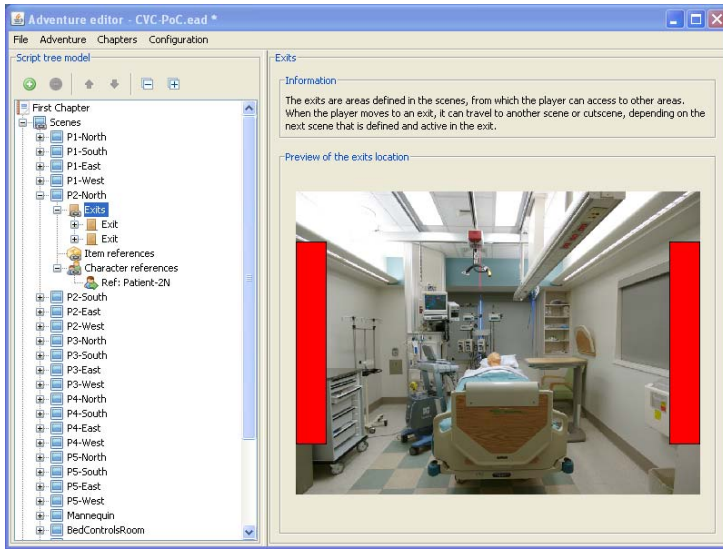 Adventure editor - CVC-PoC.ead *
File Adventure Chapters Configuration
Script tree model
First Chapter
Scenes
P1-North
P1-South
P1-East
P1-West
P2-North
Exits
Exit
Exit
Item references
Character references
Ref: Patient-2N
P2-South
P2-East
P2-West
P3-North
P3-South
P3-East
P3-West
P4-North
P4-South
P4-East
P4-West
P5-North
P5-South
P5-East
P5-West
Mannequin
BedControlsRoom
Exits
Information
The exits are areas defined in the scenes, from which the player can access to other areas.
When the player moves to an exit, it can travel to another scene or cutscene, depending on the
next scene that is defined and active in the exit.
Preview of the exits location